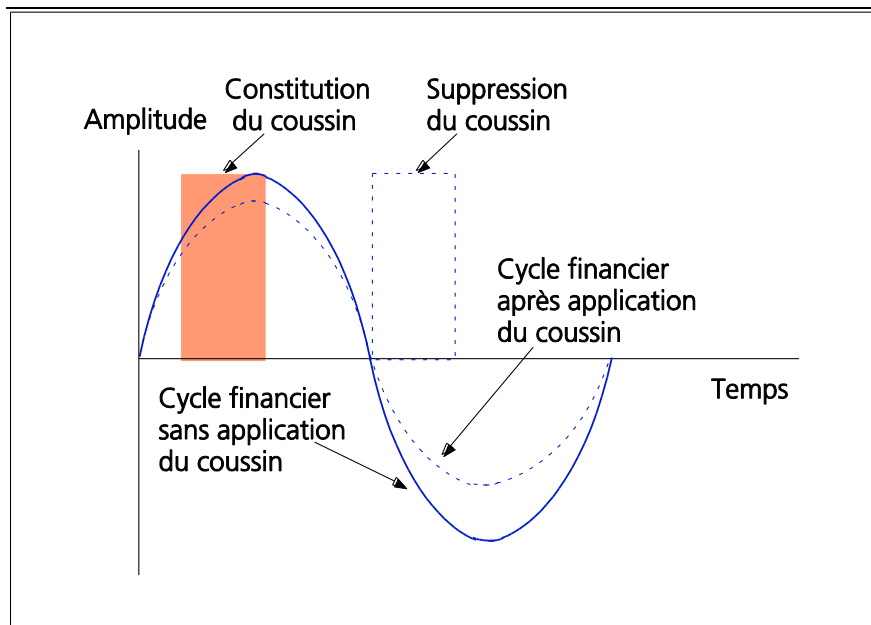 Constitution
du coussin
Suppression
du coussin
Amplitude
Cycle financier
après application
du coussin
Temps
Cycle financier
sans application
du coussin